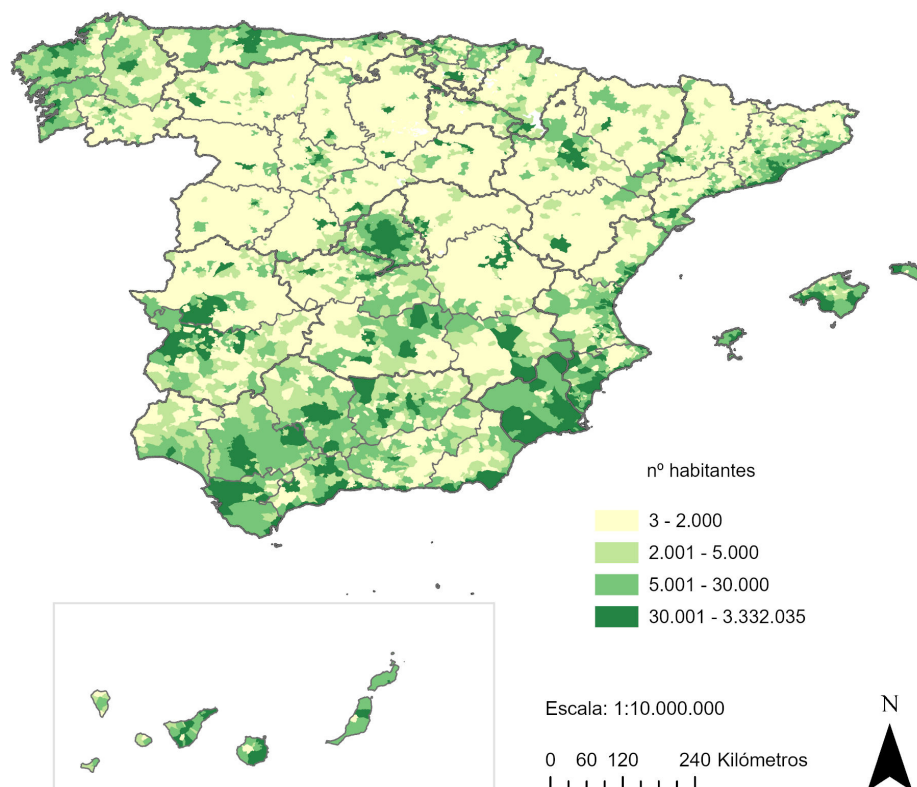 nº habitantes
3 - 2.000
2.001 - 5.000
5.001 - 30.000
30.001 - 3.332.035
Escala: 1:10.000.000
N
0 60 120 240 Kilómetros